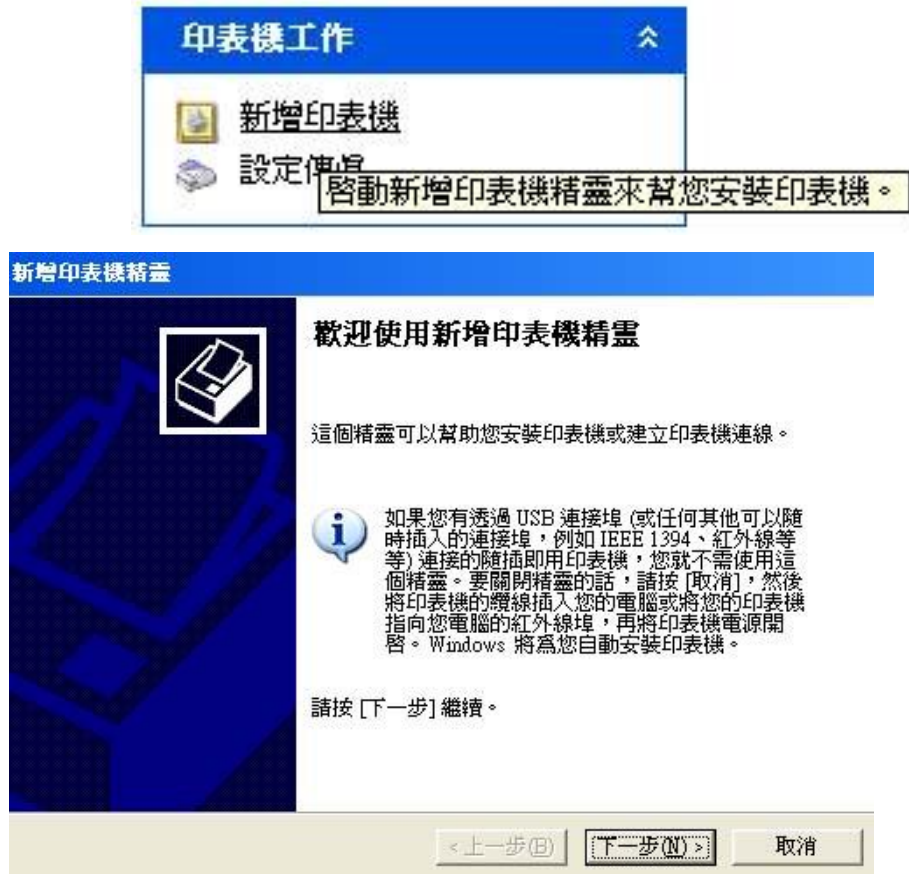 印表機工作
新增印表機
設定傳真
啓動新增印表機精靈來幫您安裝印表機。
新增印表機精靈
歡迎使用新增印表機精靈
這個精靈可以幫助您安裝印表機或建立印表機連線。
如果您有透過 USB 連接埠 (或任何其他可以隨
時插入的連接埠，例如 IEEE 1394、紅外線等
等) 連接的隨插即用印表機，您就不需使用這
個精靈。要關閉精靈的話，請按 [取消]，然後
將印表機的纜線插入您的電腦或將您的印表機
指向您電腦的紅外線埠，再將印表機電源開
啓。Windows 將爲您自動安裝印表機。
請按 [下一步] 繼續。
<上一步(B) 下一步(N) > 取消